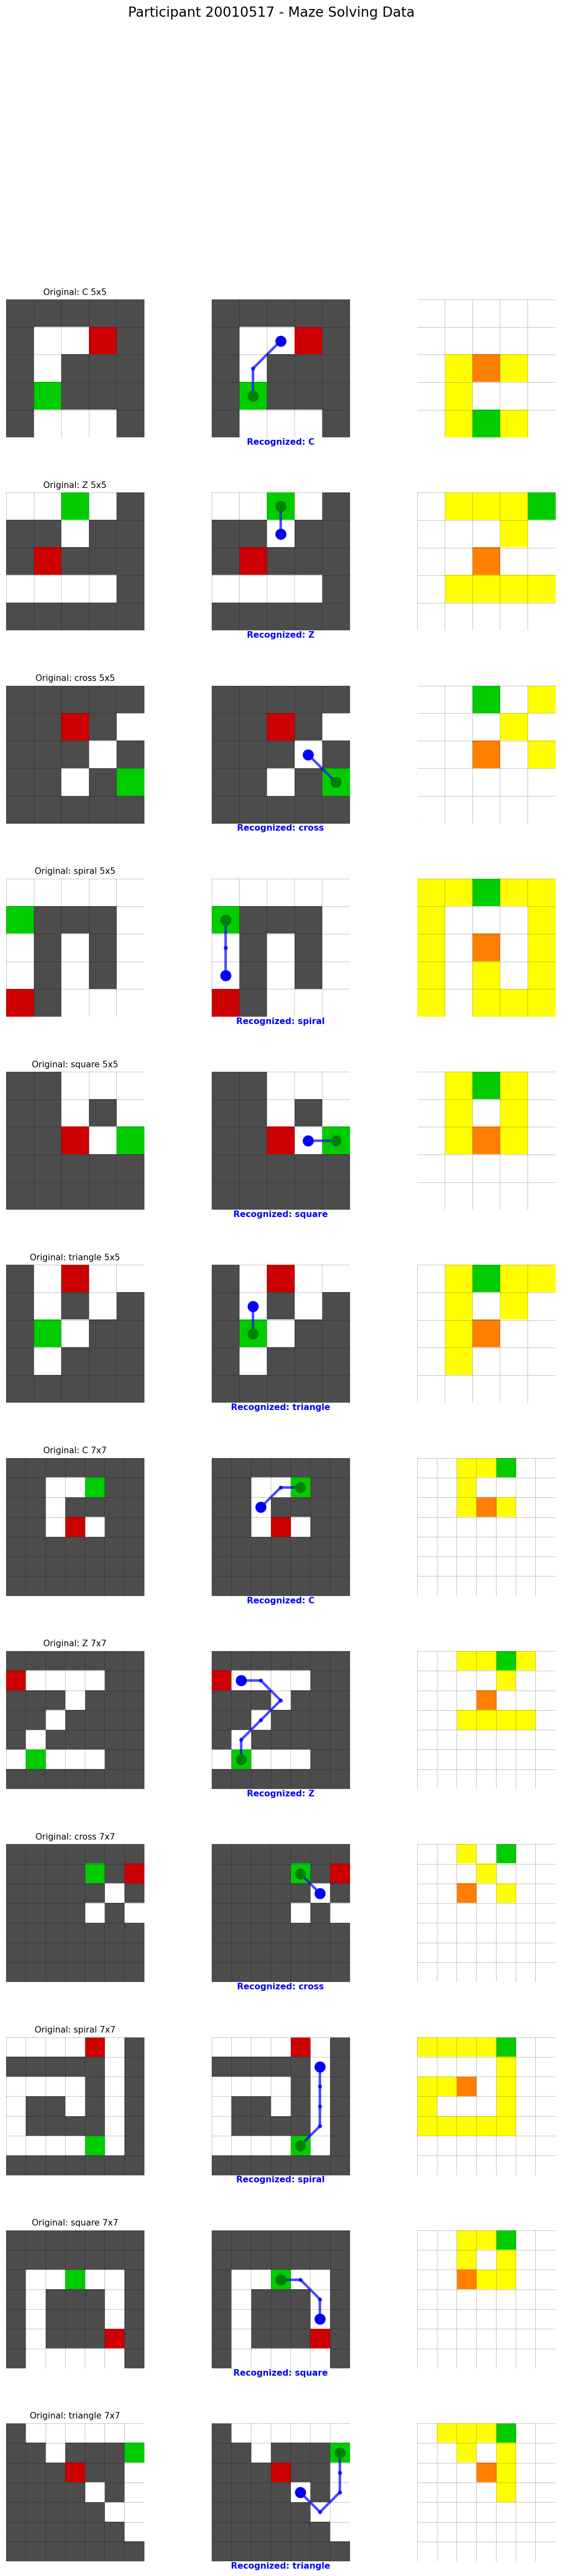 Participant 20010517 - Maze Solving Data
Original: C 5x5
Recognized: C
Original: Z 5x5
Recognized: Z
Original: cross 5x5
Recognized: cross
Original: spiral 5x5
Recognized: spiral
Original: square 5x5
Recognized: square
Original: triangle 5x5
Recognized: triangle
Original: C 7x7
Recognized: C
Original: Z 7x7
Recognized: Z
Original: cross 7x7
Recognized: cross
Original: spiral 7x7
Recognized: spiral
Original: square 7x7
Recognized: square
Original: triangle 7x7
Recognized: triangle